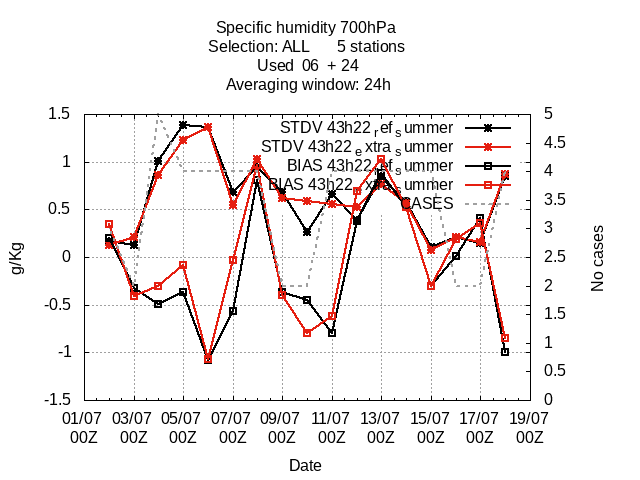 Specific humidity 700hPa
Selection: ALL 5 stations
Used 06 + 24
Averaging window: 24h
STDV 43h22refsummer
STDV 43h22extrasummer
BIAS 43h22refsummer
BIAS 43h22extrasummer
CASES
1.5
1
0.5
0
-0.5
-1
-1.5
g/Kg
5
4.5
4
3.5
3
2.5
2
1.5
1
0.5
0
No cases
01/07 03/07 05/07 07/07 09/07 11/07 13/07 15/07 17/07 19/07
00Z 00Z 00Z 00Z 00Z 00Z 00Z 00Z 00Z 00Z
Date